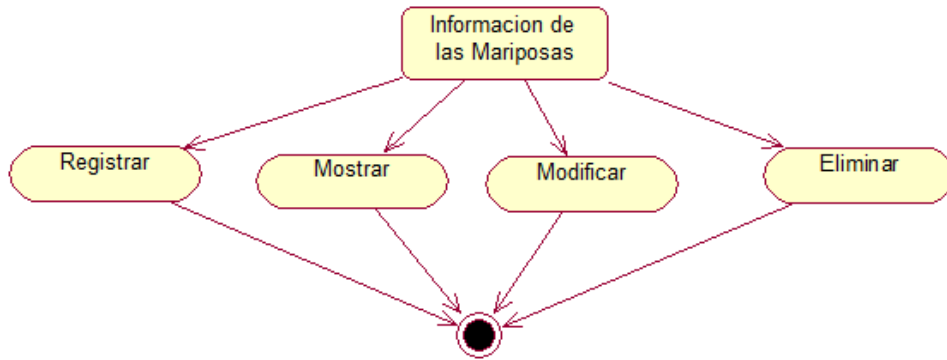 Informacion de
las Mariposas
Registrar
Mostrar
Modificar
Eliminar